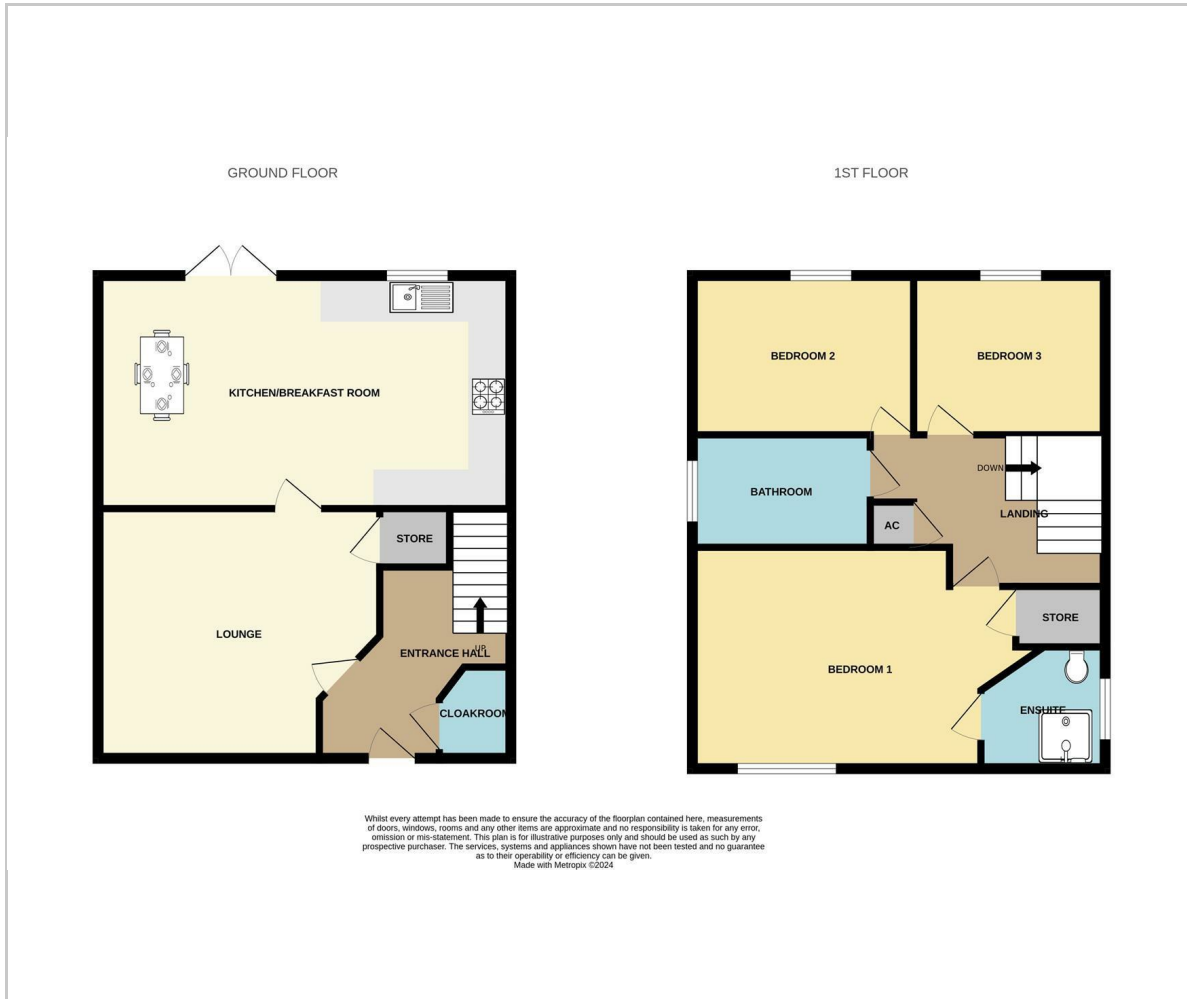 GROUND FLOOR
KITCHEN/BREAKFAST ROOM
STORE
LOUNGE
UP
ENTRANCE HALL
CLOAKROOM
1ST FLOOR
BEDROOM 2
BEDROOM 3
DOWN
BATHROOM
LANDING
AC
STORE
BEDROOM 1
ENSUITE
Whilst every attempt has been made to ensure the accuracy of the floorplan contained here, measurements
of doors, windows, rooms and any other items are approximate and no responsibility is taken for any error,
omission or mis-statement. This plan is for illustrative purposes only and should be used as such by any
prospective purchaser. The services, systems and appliances shown have not been tested and no guarantee
as to their operability or efficiency can be given.
Made with Metropix ©2024